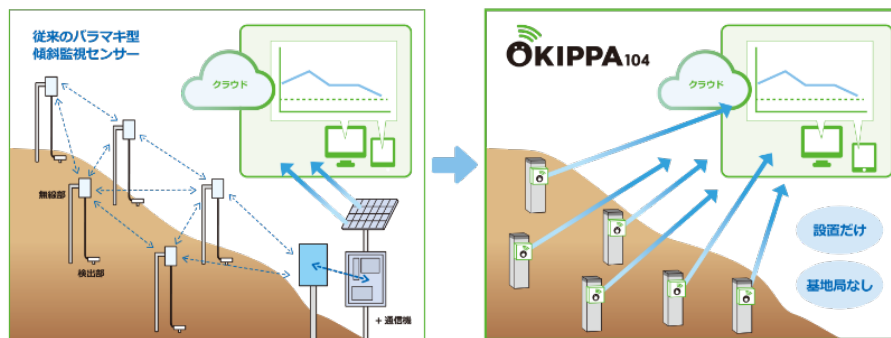 従来のバラマキ型
傾斜監視センサー
クラウド
無線部
検出部
+ 通信機
OKIPPA104
クラウド
設置だけ
基地局なし